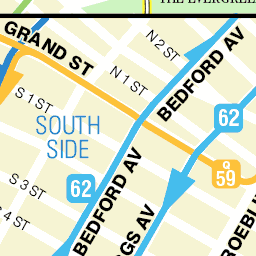 THE EVERGREE
GRAND ST
N 2 ST
BEDFORD AV
N 1 ST
S 1 ST
62
SOUTH
SIDE
59
S 3 ST
62
BEDFORD AV
S 4 ST
GS AV
ROEBL